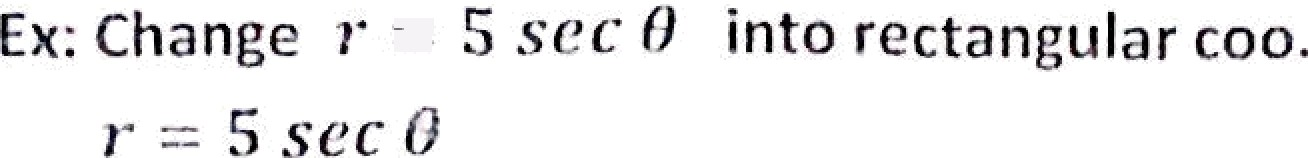 Ex: Change r = 5 sec θ into rectangular coo.
r = 5 sec θ